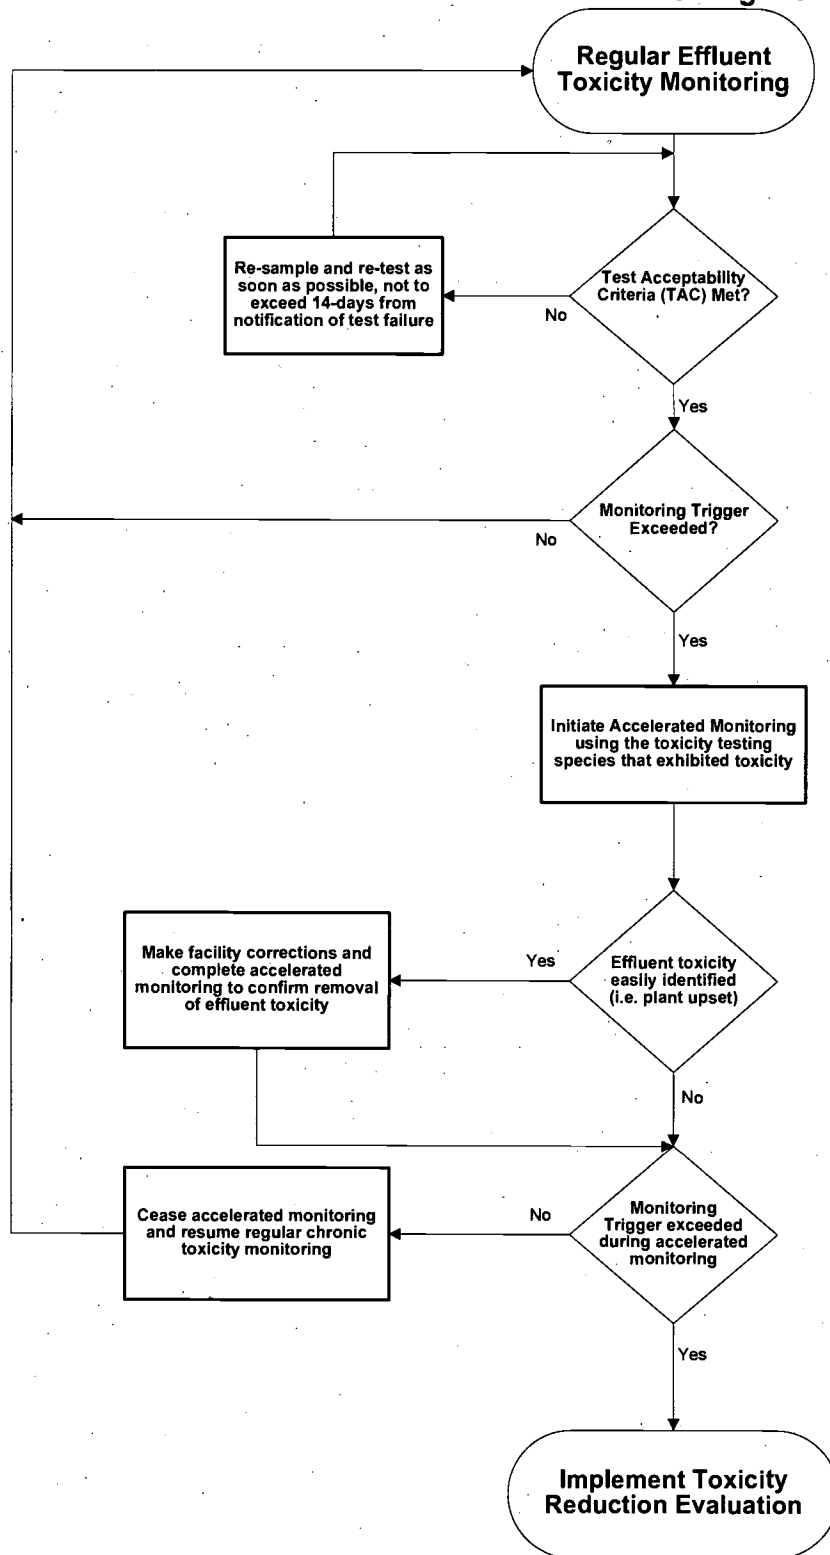 Regular Effluent
Toxicity Monitoring
Re-sample and re-test as
soon as possible, not to
exceed 14-days from
notification of test failure
Test Acceptability
Criteria (TAC) Met?
No
Yes
Monitoring Trigger
Exceeded?
No
Yes
Initiate Accelerated Monitoring
using the toxicity testing
species that exhibited toxicity
Make facility corrections and
complete accelerated
monitoring to confirm removal
of effluent toxicity
Yes
Effluent toxicity
easily identified
(i.e. plant upset)
No
Cease accelerated monitoring
and resume regular chronic
toxicity monitoring
No
Monitoring
Trigger exceeded
during accelerated
monitoring
Yes
Implement Toxicity
Reduction Evaluation